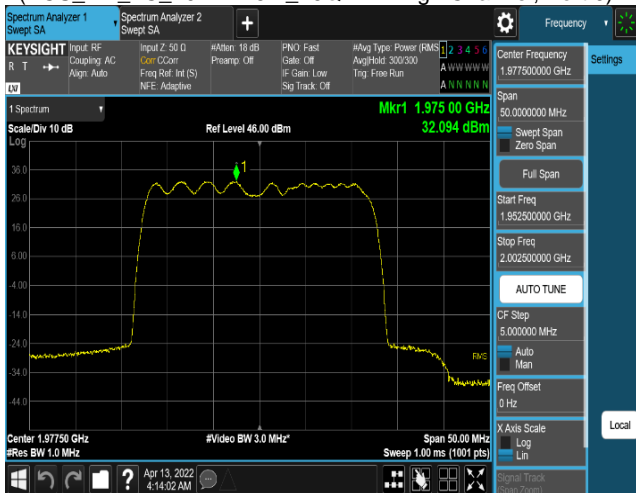 Spectrum Analyzer 1
Swept SA
Spectrum Analyzer 2
Swept SA
Frequency
KEYSIGHT
R T
LXI
Input: RF
Coupling: AC
Align: Auto
Input Z: 50 Ω
Corr CCorr
Freq Ref: Int (S)
NFE: Adaptive
#Atten: 18 dB
Preamp: Off
PNO: Fast
Gate: Off
IF Gain: Low
Sig Track: Off
#Avg Type: Power (RMS)
Avg|Hold: 300/300
Trig: Free Run
1 2 3 4 5 6
A W W W W W
A N N N N N
1 Spectrum
Scale/Div 10 dB
Log
Ref Level 46.00 dBm
Mkr1 1.975 00 GHz
32.094 dBm
1
36.0
26.0
16.0
6.00
-4.00
-14.0
-24.0
-34.0
-44.0
RMS
Center 1.97750 GHz
#Res BW 1.0 MHz
#Video BW 3.0 MHz*
Span 50.00 MHz
Sweep 1.00 ms (1001 pts)
Apr 13, 2022
4:14:02 AM
Center Frequency
1.977500000 GHz
Span
50.0000000 MHz
Swept Span
Zero Span
Full Span
Start Freq
1.952500000 GHz
Stop Freq
2.002500000 GHz
AUTO TUNE
CF Step
5.000000 MHz
Auto
Man
Freq Offset
0 Hz
X Axis Scale
Log
Lin
Signal Track
(Span Zoom)
Settings
Local